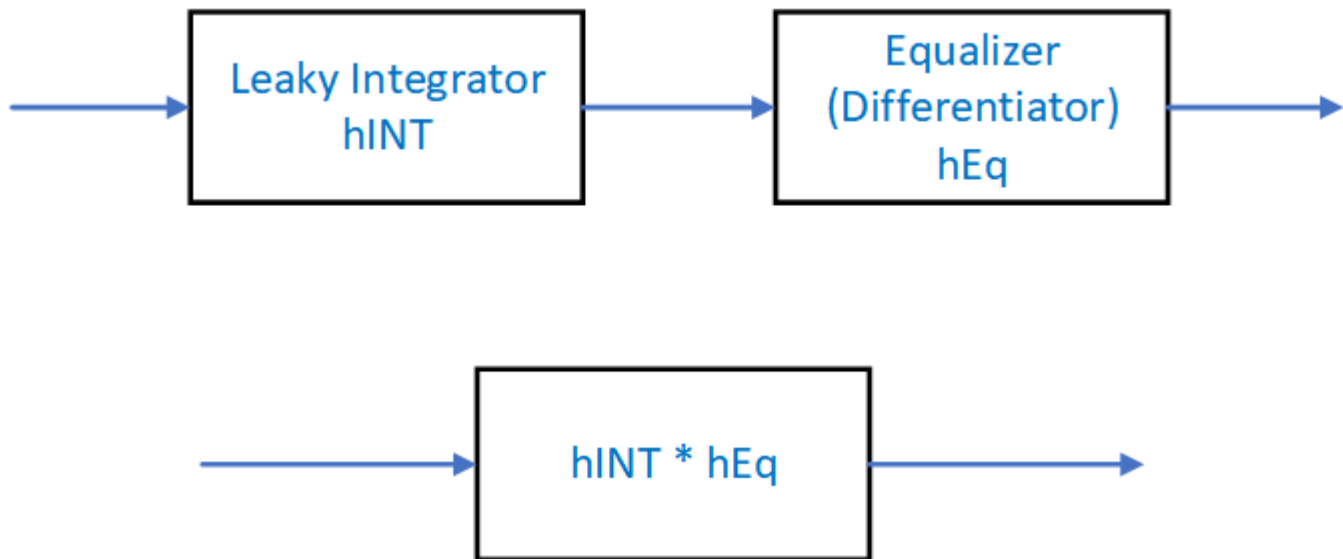 Leaky Integrator
hINT
Equalizer
(Differentiator)
hEq
hINT * hEq